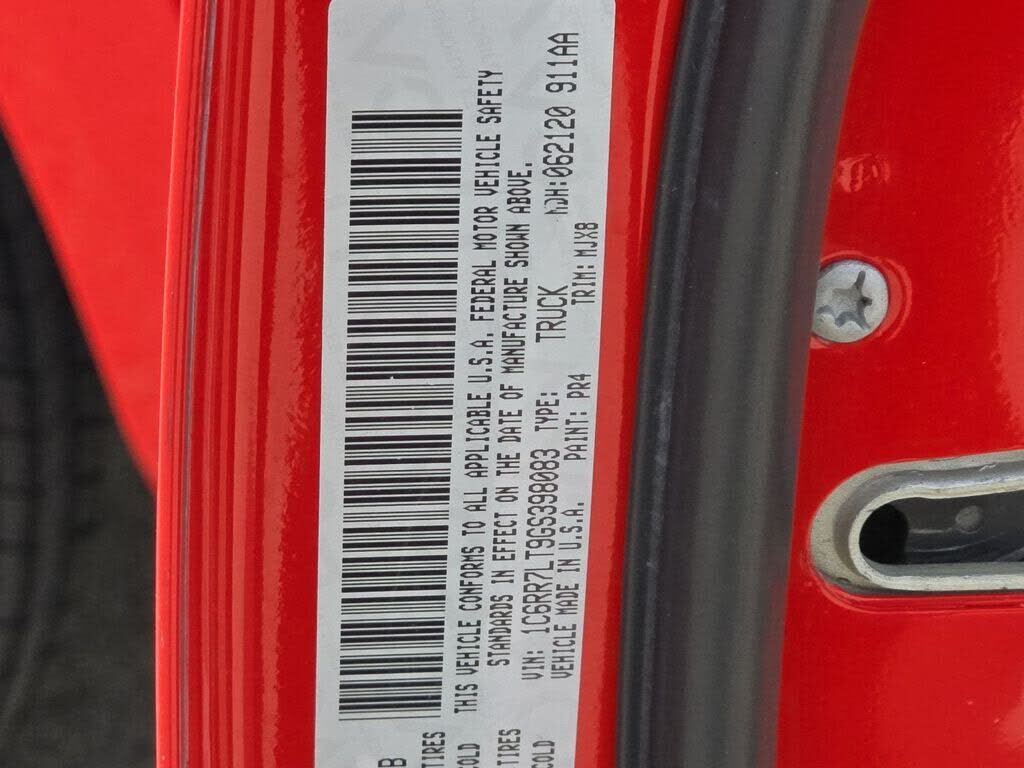 B
THIS VEHICLE CONFORMS TO ALL APPLICABLE U.S.A. FEDERAL MOTOR VEHICLE SAFETY
STANDARDS IN EFFECT ON THE DATE OF MANUFACTURE SHOWN ABOVE.
VIN: 1C6RR7LT9GS398083 TYPE: TRUCK MDH:062120 911AA
VEHICLE MADE IN U.S.A. PAINT: PR4 TRIM: MJX8
TIRES
COLD
TIRES
COLD